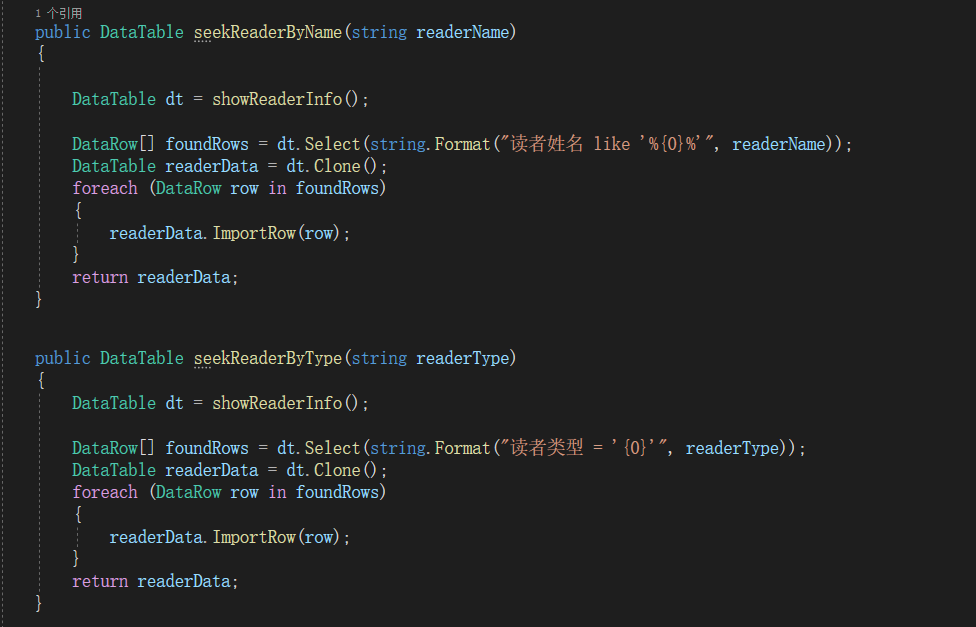 1 个引用
public DataTable seekReaderByName(string readerName)
{
DataTable dt = showReaderInfo();
DataRow[] foundRows = dt.Select(string.Format("读者姓名 like '%{0}%'", readerName));
DataTable readerData = dt.Clone();
foreach (DataRow row in foundRows)
{
readerData.ImportRow(row);
}
return readerData;
}
public DataTable seekReaderByType(string readerType)
{
DataTable dt = showReaderInfo();
DataRow[] foundRows = dt.Select(string.Format("读者类型 = '{0}'", readerType));
DataTable readerData = dt.Clone();
foreach (DataRow row in foundRows)
{
readerData.ImportRow(row);
}
return readerData;
}